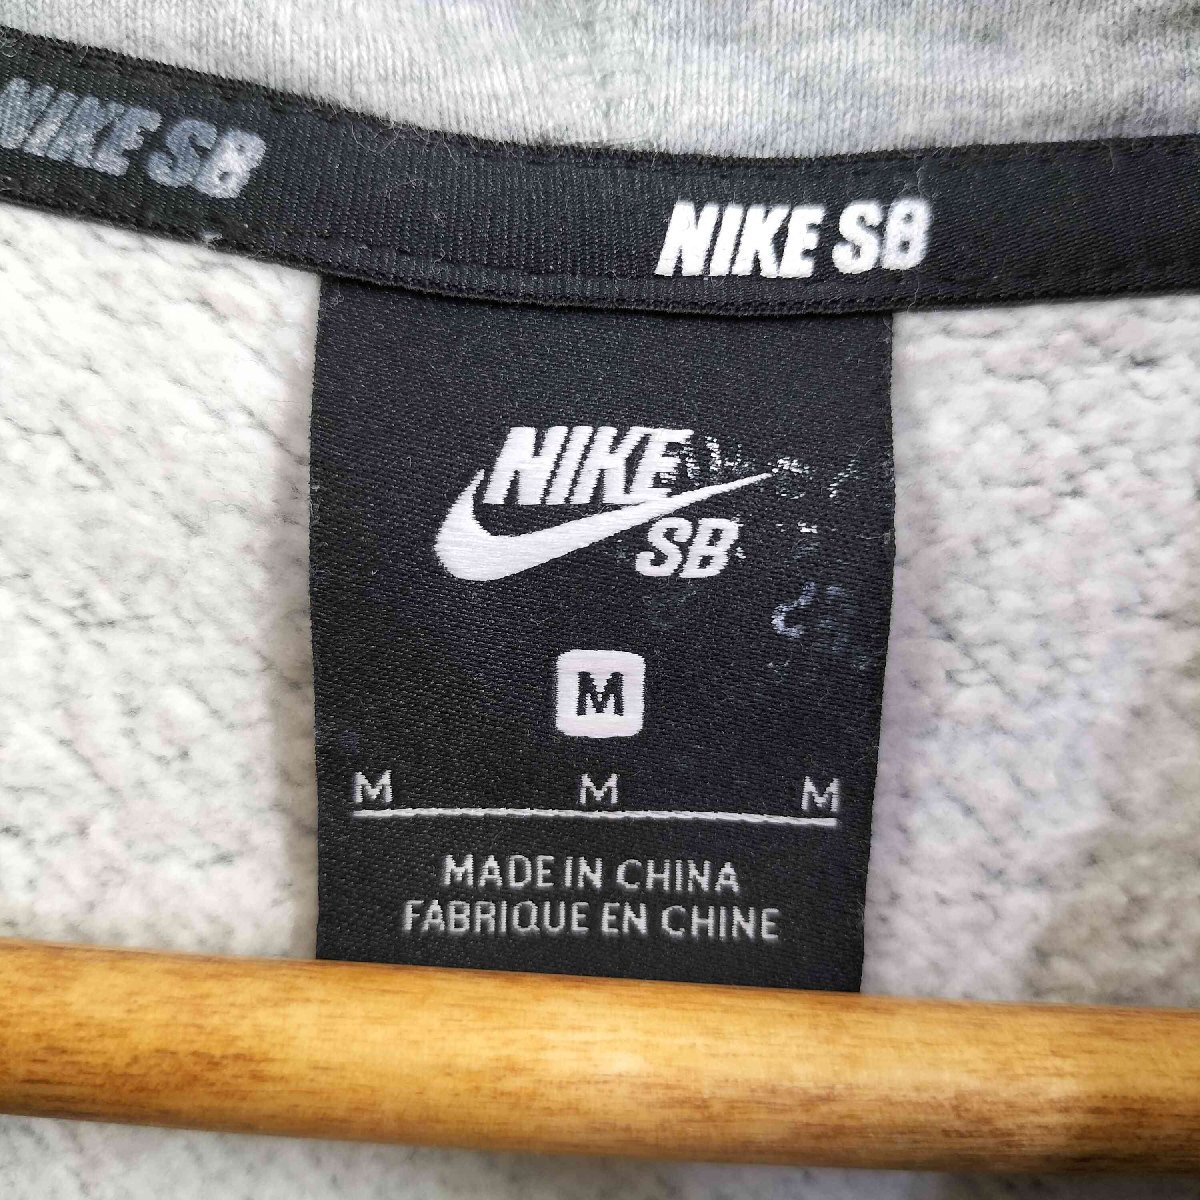 NIKE SB
NIKE SB
NIKE
SB
M
M M M
MADE IN CHINA
FABRIQUE EN CHINE